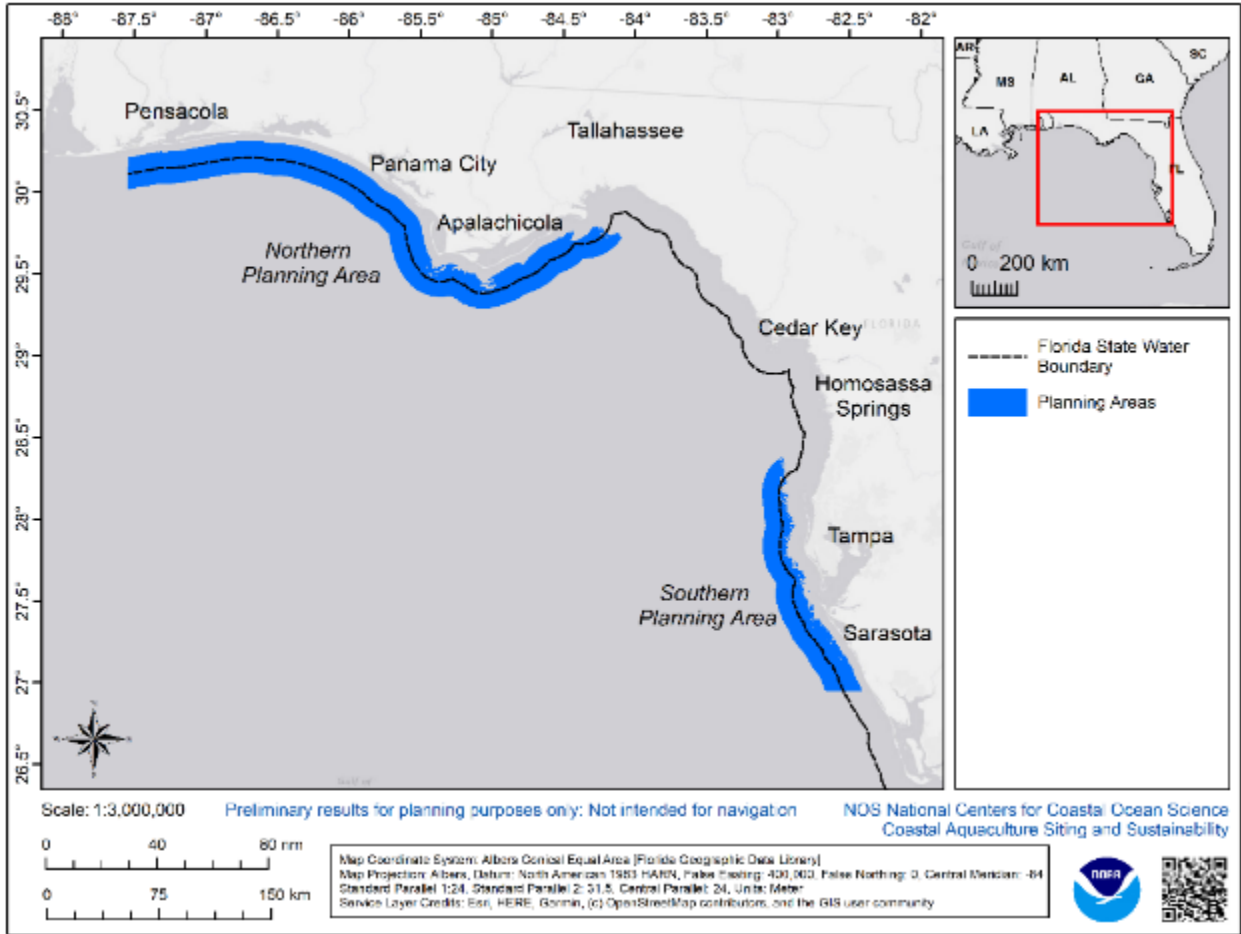 -88° -87° -86.5° -86° -85.5° -85° -84.5° -84° -83.5° -83° -82.5° -82°
30.5°
30°
29.5°
29°
28.5°
28°
27.5°
27°
26.5°
Pensacola
Tallahassee
Panama City
Apalachicola
Northern
Planning Area
Cedar Key
FLORIDA
Homosassa
Springs
Tampa
Southern
Planning Area
Sarasota
Gulf of
AR
SC
MS
AL
GA
LA
FL
Gulf of
0 200 km
Florida State Water
Boundary
Planning Areas
Scale: 1:3,000,000
Preliminary results for planning purposes only: Not intended for navigation
NOS National Centers for Coastal Ocean Science
Coastal Aquaculture Siting and Sustainability
0 40 80 nm
0 75 150 km
Map Coordinate System: Albers Conical Equal Area [Florida Geographic Data Library]
Map Projection: Albers, Datum: North American 1983 HARN, False Easting: 400,000, False Northing: 0, Central Meridian: -84
Standard Parallel 1:24, Standard Parallel 2: 31.5, Central Parallel: 24, Units: Meter
Service Layer Credits: Esri, HERE, Garmin, (c) OpenStreetMap contributors, and the GIS user community
NOAA